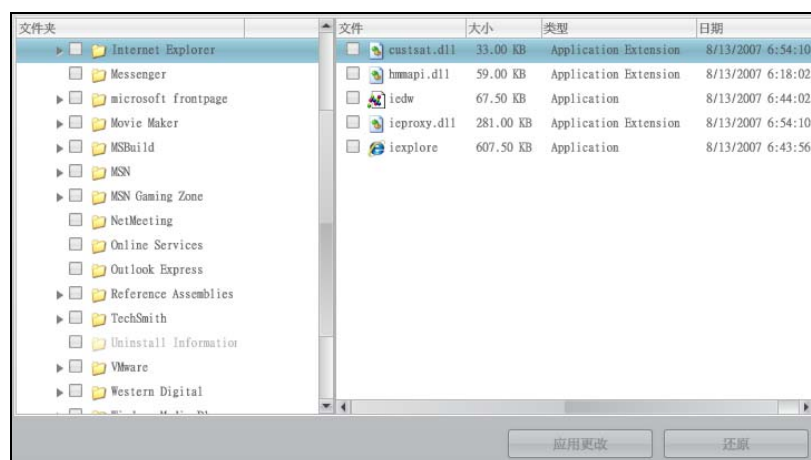 文件夹
Internet Explorer
Messenger
microsoft frontpage
Movie Maker
MSBuild
MSN
MSN Gaming Zone
NetMeeting
Online Services
Outlook Express
Reference Assemblies
TechSmith
Uninstall Information
VMware
Western Digital
文件 大小 类型 日期
custsat.dll 33.00 KB Application Extension 8/13/2007 6:54:10
hmmapi.dll 59.00 KB Application Extension 8/13/2007 6:18:02
iedw 67.50 KB Application 8/13/2007 6:44:02
ieproxy.dll 281.00 KB Application Extension 8/13/2007 6:54:10
iexplore 607.50 KB Application 8/13/2007 6:43:56
应用更改 还原